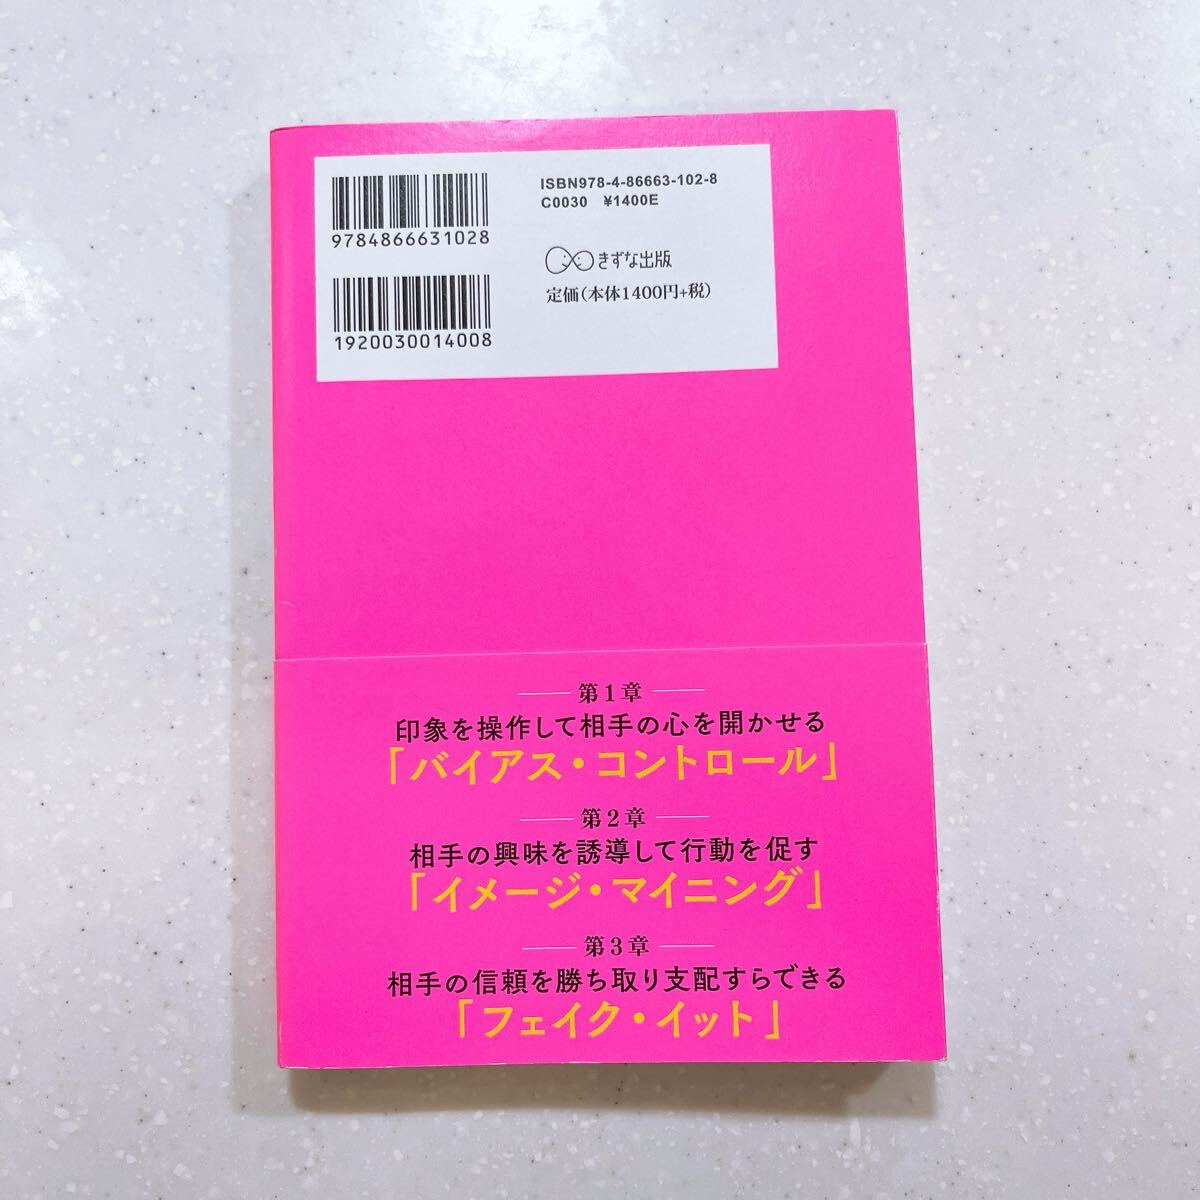 9784866631028
1920030014008
ISBN978-4-86663-102-8
C0030 ¥1400E
きずな出版
定価(本体1400円+税)
第1章
印象を操作して相手の心を開かせる
「バイアス・コントロール」
第2章
相手の興味を誘導して行動を促す
「イメージ・マイニング」
第3章
相手の信頼を勝ち取り支配すらできる
「フェイク・イット」